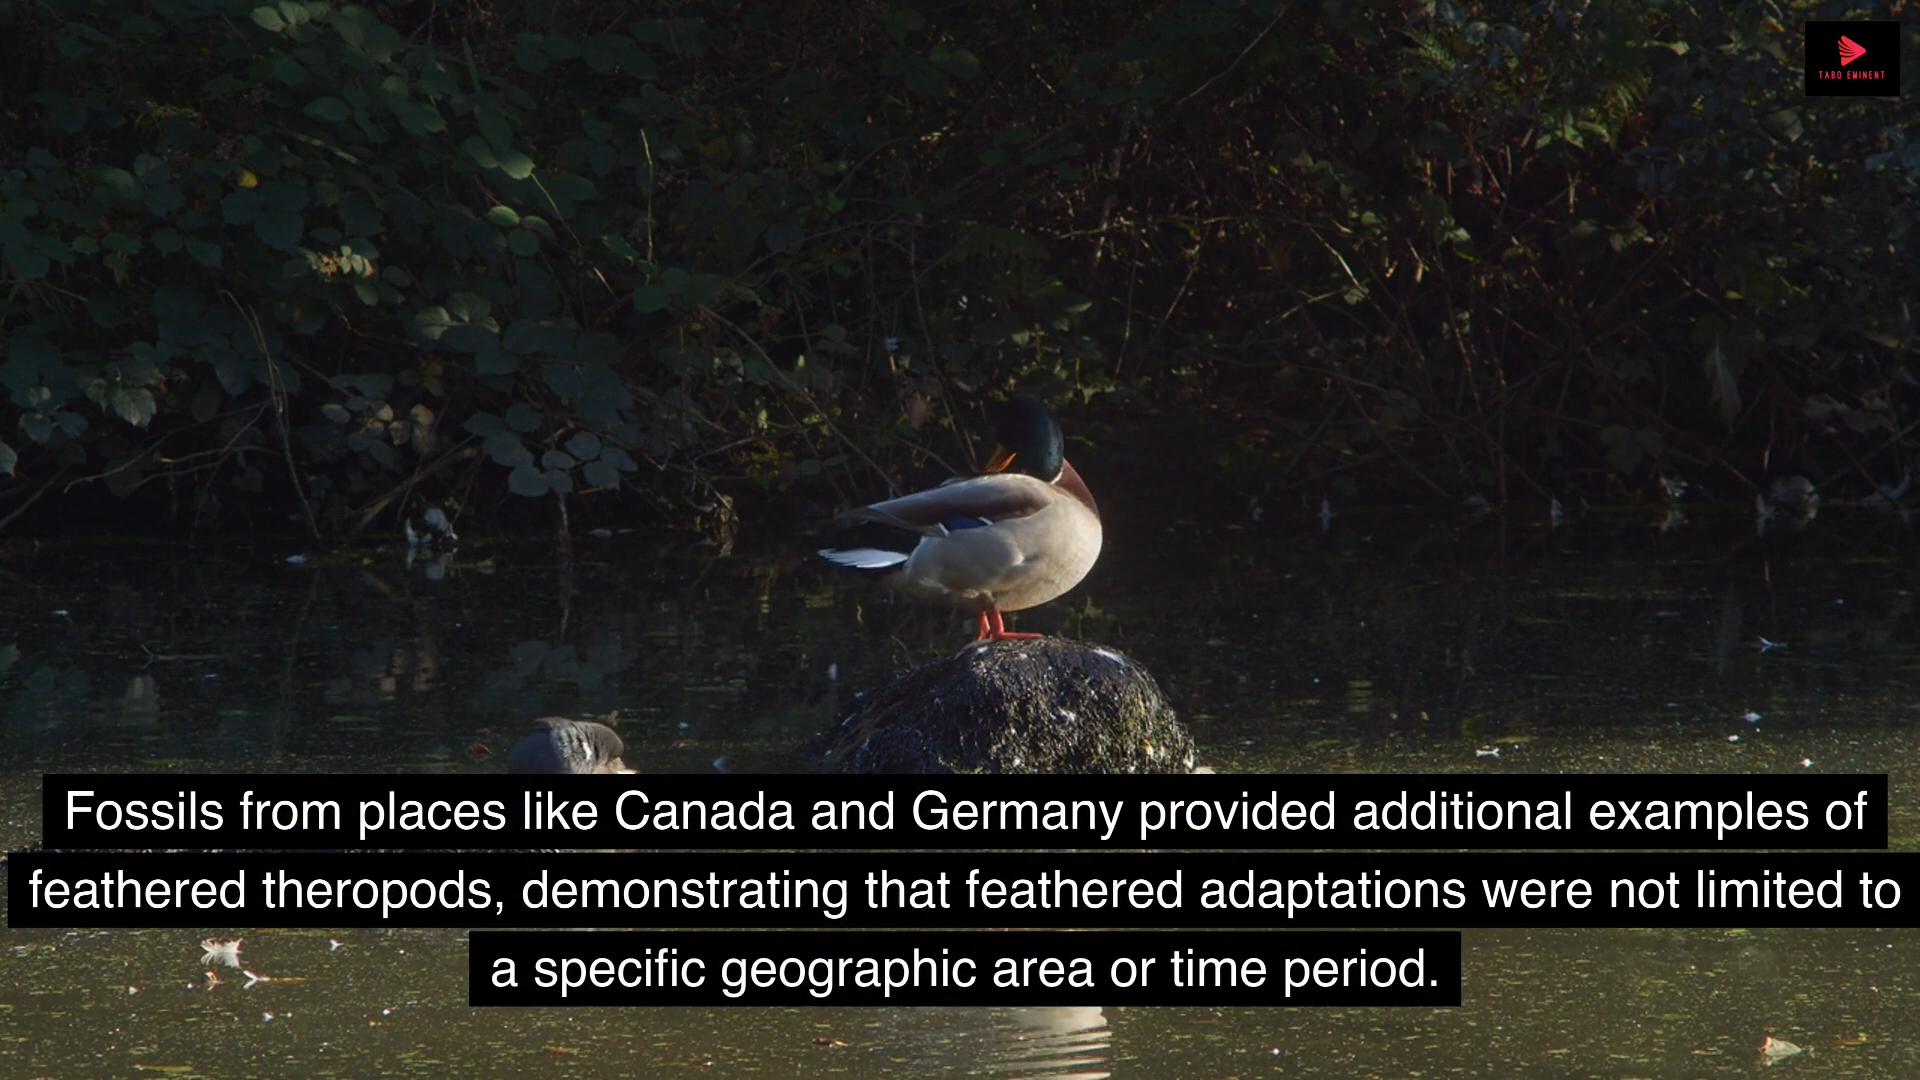 TABO EMINENT
Fossils from places like Canada and Germany provided additional examples of
feathered theropods, demonstrating that feathered adaptations were not limited to
a specific geographic area or time period.